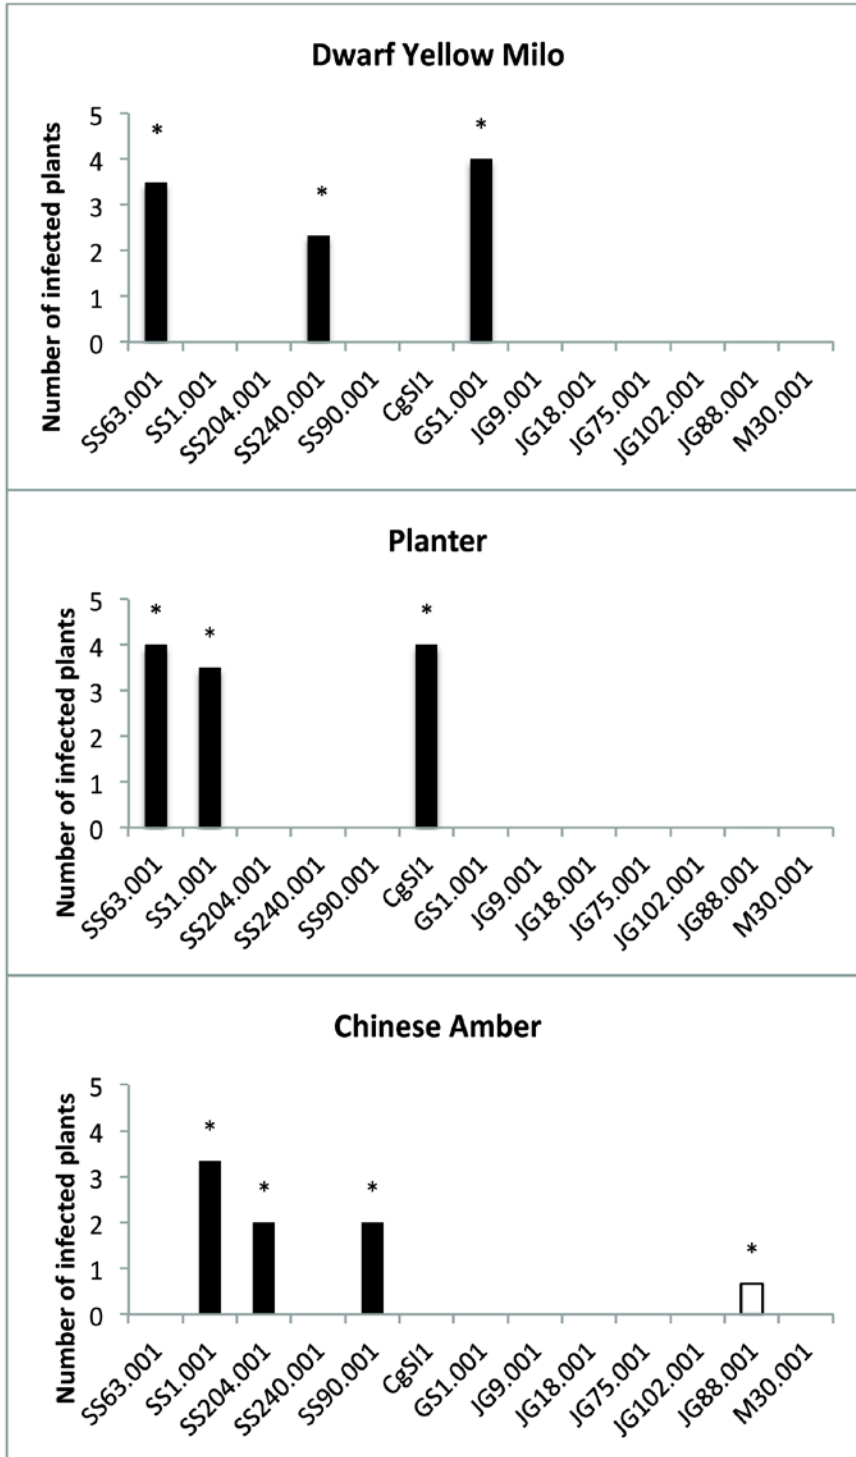 Dwarf Yellow Milo
Number of infected plants
5
4
3
2
1
0
*
*
*
SS63.001
SS1.001
SS204.001
SS240.001
SS90.001
CgSl1
GS1.001
JG9.001
JG18.001
JG75.001
JG102.001
JG88.001
M30.001
Planter
Number of infected plants
5
4
3
2
1
0
*
*
*
SS63.001
SS1.001
SS204.001
SS240.001
SS90.001
CgSl1
GS1.001
JG9.001
JG18.001
JG75.001
JG102.001
JG88.001
M30.001
Chinese Amber
Number of infected plants
5
4
3
2
1
0
*
*
*
*
SS63.001
SS1.001
SS204.001
SS240.001
SS90.001
CgSl1
GS1.001
JG9.001
JG18.001
JG75.001
JG102.001
JG88.001
M30.001